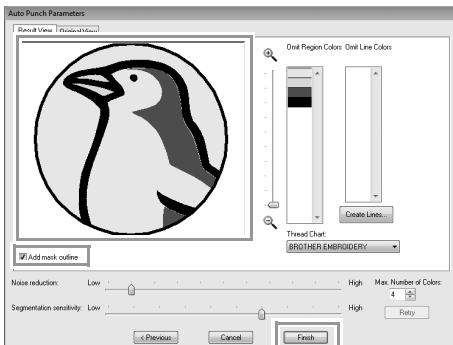 Auto Punch Parameters
Result View Original View
Omit Region Colors Omit Line Colors
Create Lines...
Thread Chart:
BROTHER EMBROIDERY
Add mask outline
Noise reduction: Low High Max. Number of Colors:
4
Segmentation sensitivity: Low High Retry
< Previous Cancel Finish